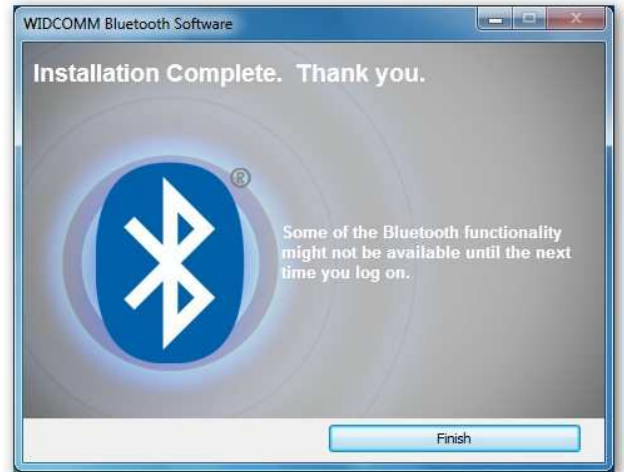 WIDCOMM Bluetooth Software
Installation Complete. Thank you.
®
Some of the Bluetooth functionality
might not be available until the next
time you log on.
Finish